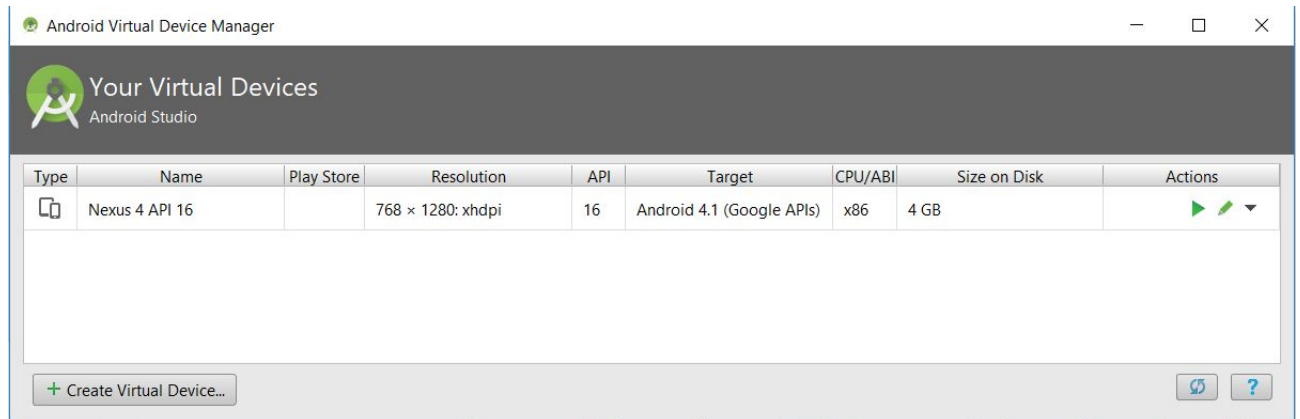 Android Virtual Device Manager
Your Virtual Devices
Android Studio
Type Name Play Store Resolution API Target CPU/ABI Size on Disk Actions
Nexus 4 API 16 768 × 1280: xhdpi 16 Android 4.1 (Google APIs) x86 4 GB
+ Create Virtual Device... ?